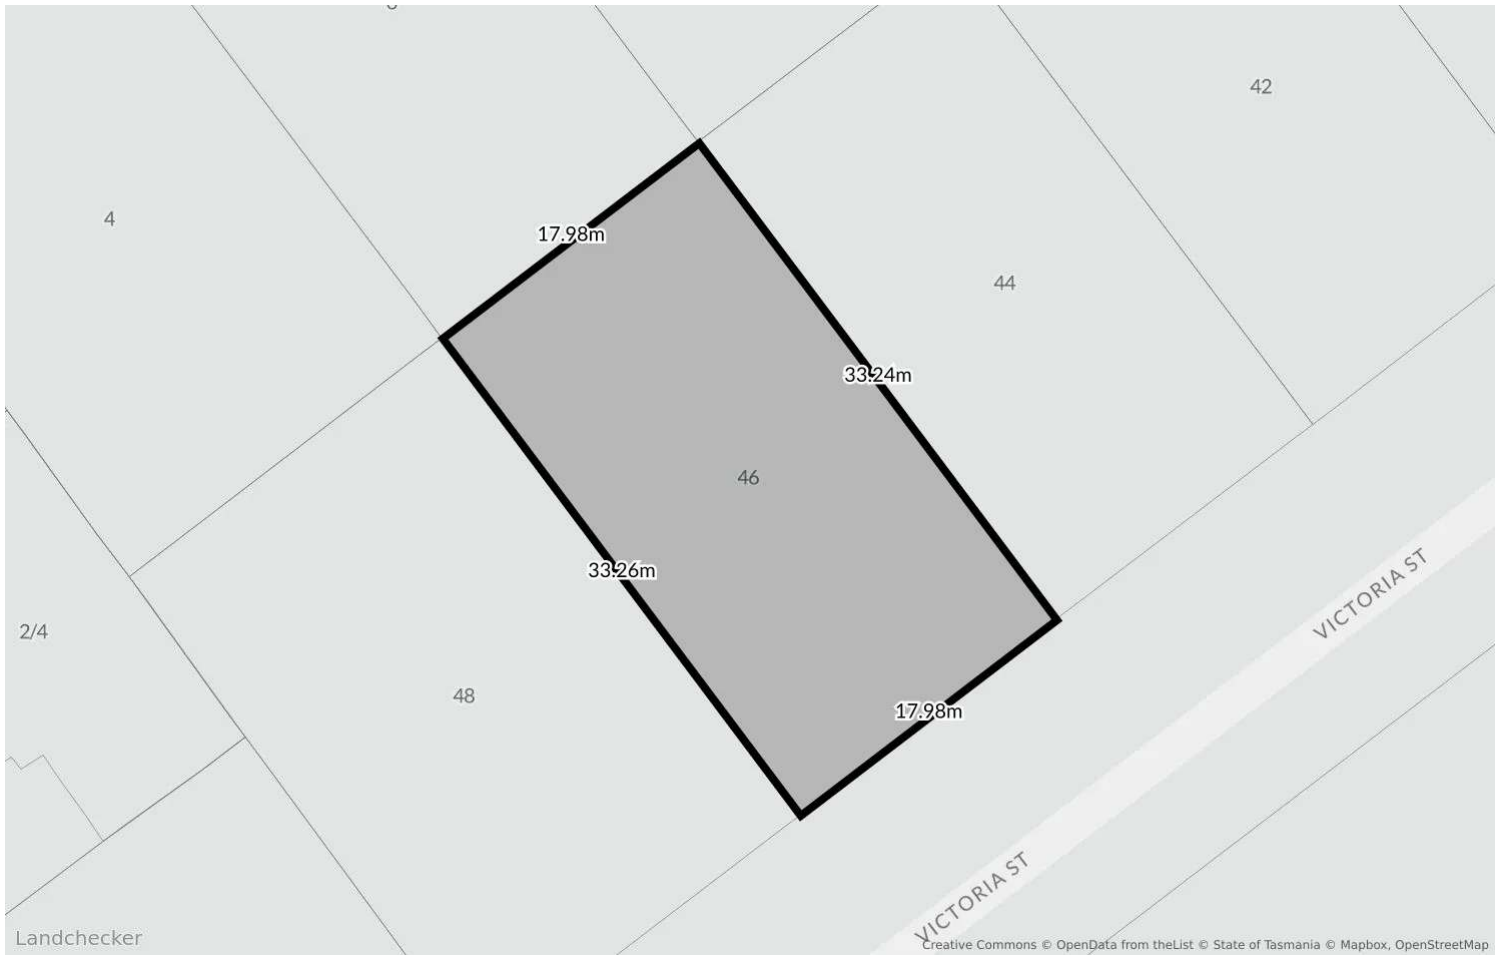 42
4
17.98m
44
33.24m
46
33.26m
VICTORIA ST
2/4
48
17.98m
VICTORIA ST
Landchecker
Creative Commons © OpenData from theList © State of Tasmania © Mapbox, OpenStreetMap